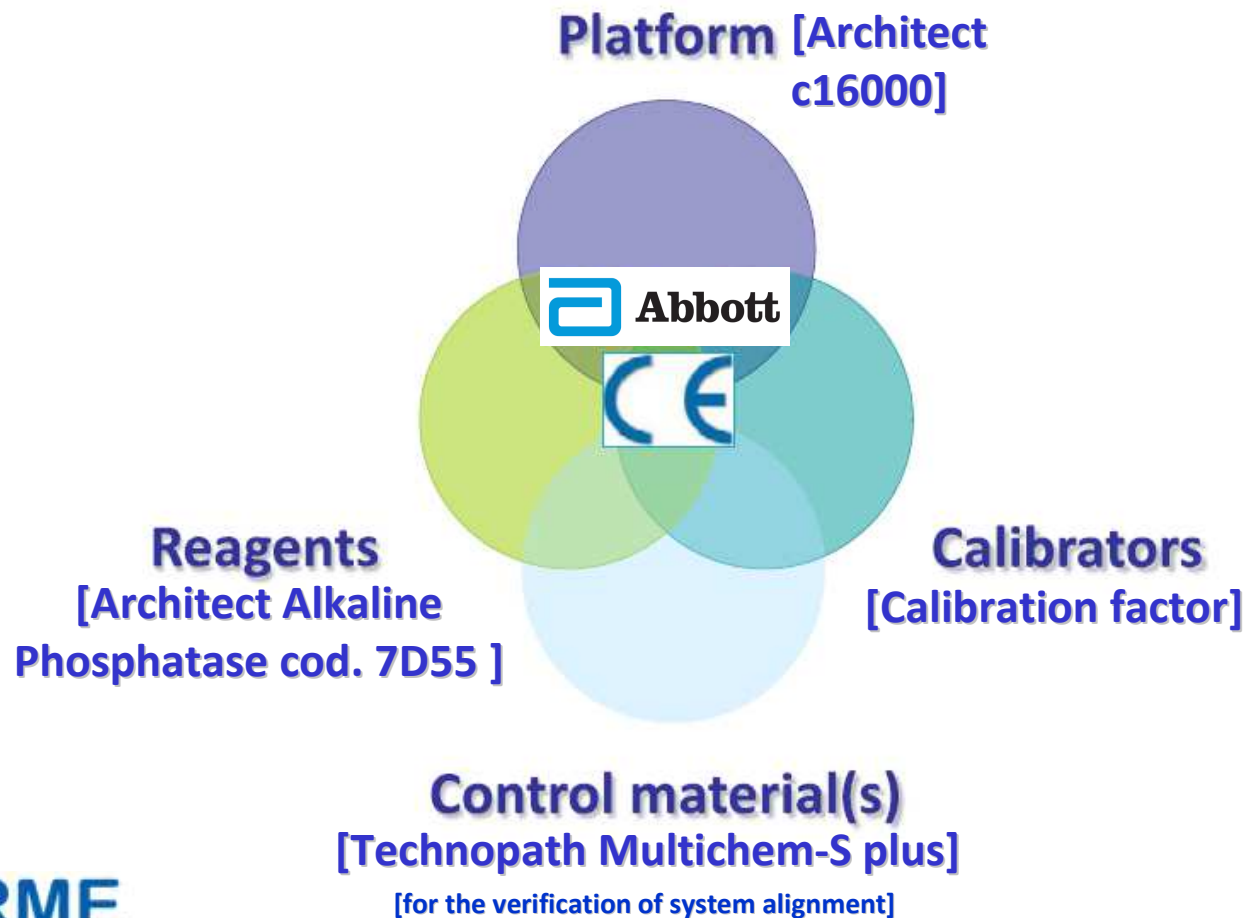 Platform [Architect
c16000]
Abbott
CE
Reagents
[Architect Alkaline
Phosphatase cod. 7D55 ]
Calibrators
[Calibration factor]
Control material(s)
[Technopath Multichem-S plus]
[for the verification of system alignment]